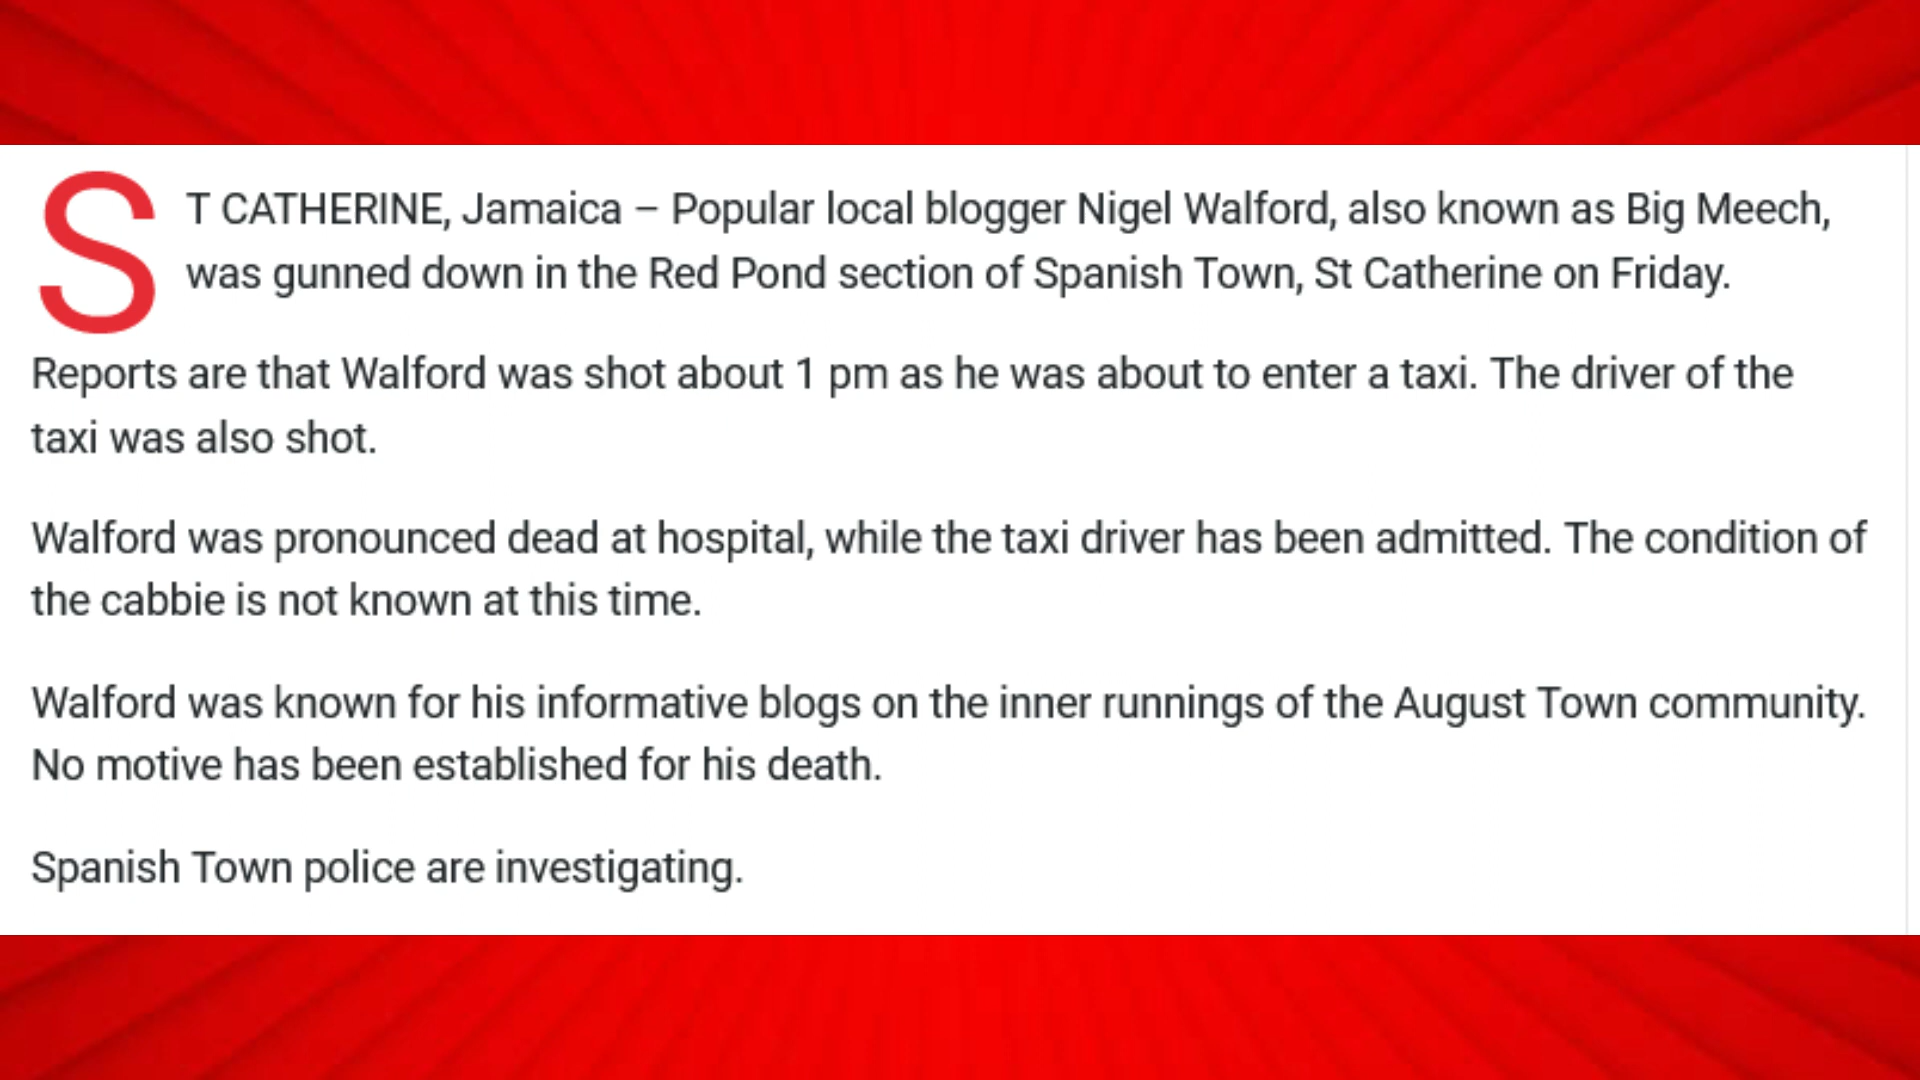 ST CATHERINE, Jamaica – Popular local blogger Nigel Walford, also known as Big Meech,
was gunned down in the Red Pond section of Spanish Town, St Catherine on Friday.
Reports are that Walford was shot about 1 pm as he was about to enter a taxi. The driver of the
taxi was also shot.
Walford was pronounced dead at hospital, while the taxi driver has been admitted. The condition of
the cabbie is not known at this time.
Walford was known for his informative blogs on the inner runnings of the August Town community.
No motive has been established for his death.
Spanish Town police are investigating.